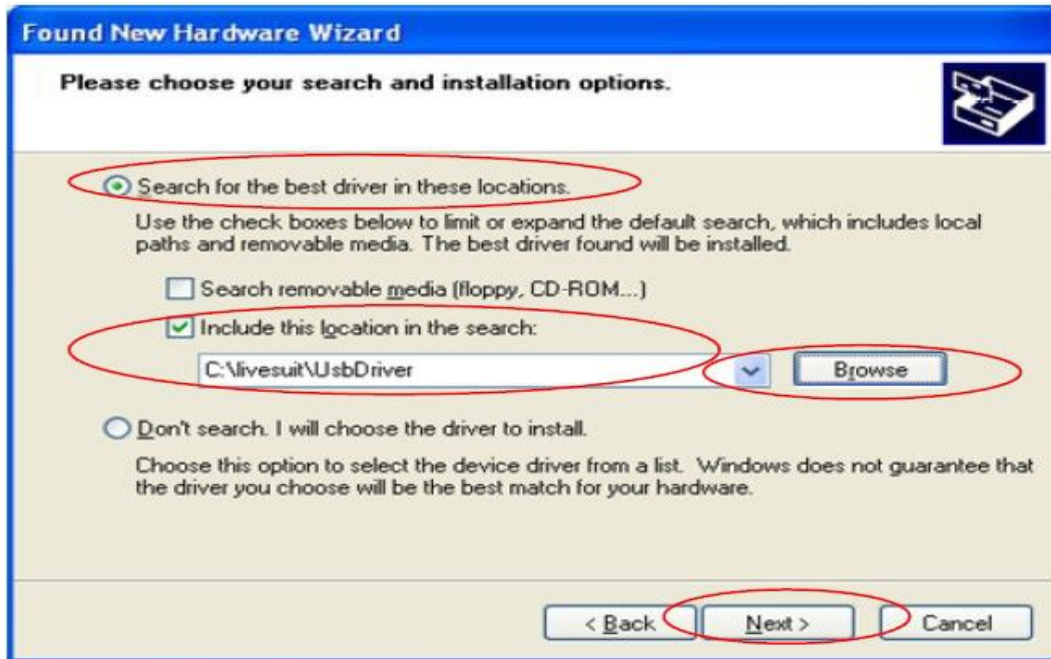 Found New Hardware Wizard
Please choose your search and installation options.
Search for the best driver in these locations.
Use the check boxes below to limit or expand the default search, which includes local
paths and removable media. The best driver found will be installed.
Search removable media (floppy, CD-ROM...)
Include this location in the search:
C:\livesuit\UsbDriver
Browse
Don't search. I will choose the driver to install.
Choose this option to select the device driver from a list. Windows does not guarantee that
the driver you choose will be the best match for your hardware.
< Back
Next >
Cancel